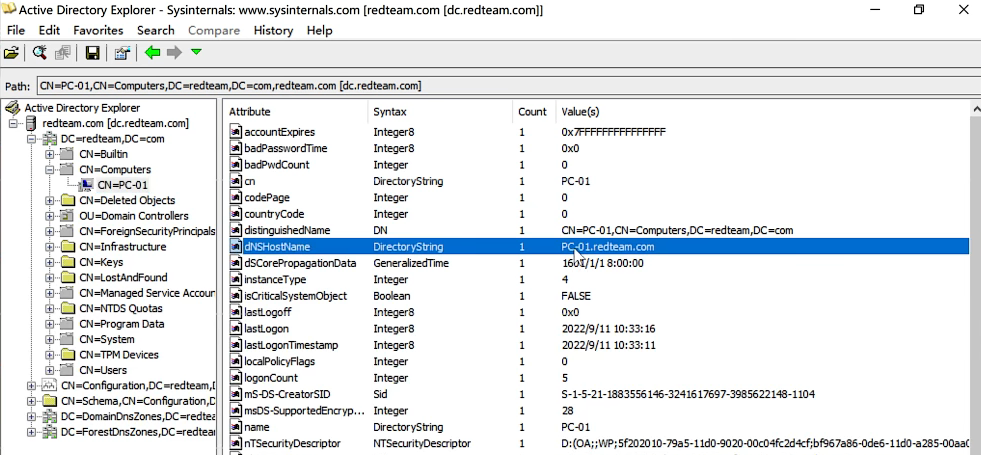 Active Directory Explorer - Sysinternals: www.sysinternals.com [redteam.com [dc.redteam.com]]
File Edit Favorites Search Compare History Help
Path: CN=PC-01,CN=Computers,DC=redteam,DC=com,redteam.com [dc.redteam.com]
Active Directory Explorer
redteam.com [dc.redteam.com]
DC=redteam,DC=com
CN=Builtin
CN=Computers
CN=PC-01
CN=Deleted Objects
OU=Domain Controllers
CN=ForeignSecurityPrincipals
CN=Infrastructure
CN=Keys
CN=LostAndFound
CN=Managed Service Accour
CN=NTDS Quotas
CN=Program Data
CN=System
CN=TPM Devices
CN=Users
CN=Configuration,DC=redteam,
CN=Schema,CN=Configuration,
DC=DomainDnsZones,DC=redtea
DC=ForestDnsZones,DC=redtea
Attribute Syntax Count Value(s)
accountExpires Integer8 1 0x7FFFFFFFFFFFFFFF
badPasswordTime Integer8 1 0x0
badPwdCount Integer 1 0
cn DirectoryString 1 PC-01
codePage Integer 1 0
countryCode Integer 1 0
distinguishedName DN 1 CN=PC-01,CN=Computers,DC=redteam,DC=com
dNSHostName DirectoryString 1 PC-01.redteam.com
dSCorePropagationData GeneralizedTime 1 1601/1/1 8:00:00
instanceType Integer 1 4
isCriticalSystemObject Boolean 1 FALSE
lastLogoff Integer8 1 0x0
lastLogon Integer8 1 2022/9/11 10:33:16
lastLogonTimestamp Integer8 1 2022/9/11 10:33:11
localPolicyFlags Integer 1 0
logonCount Integer 1 5
mS-DS-CreatorSID Sid 1 S-1-5-21-1883556146-3241617697-3985622148-1104
msDS-SupportedEncryp... Integer 1 28
name DirectoryString 1 PC-01
nTSecurityDescriptor NTSecurityDescriptor 1 D:(OA;;WP;5f202010-79a5-11d0-9020-00c04fc2d4cf;bf967a86-0de6-11d0-a285-00aa0